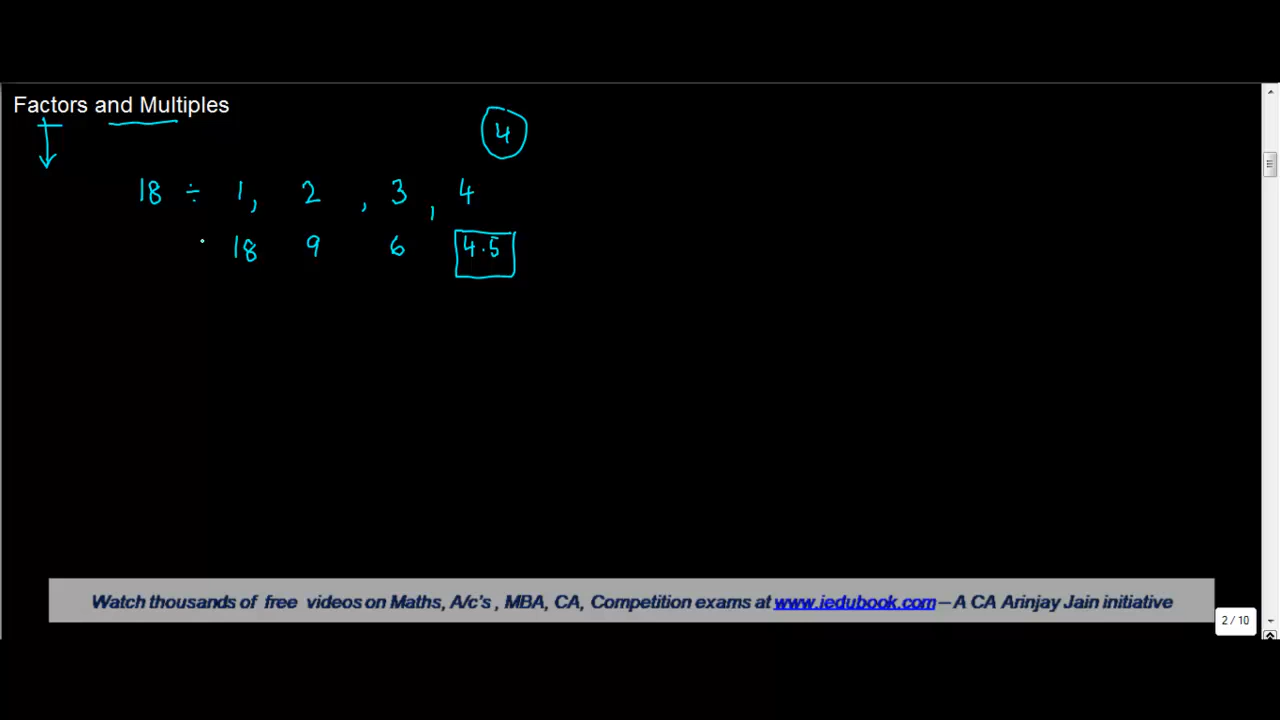 Factors and Multiples
4
18 ÷ 1, 2 , 3 , 4
18 9 6 4.5
Watch thousands of free videos on Maths, A/c's , MBA, CA, Competition exams at www.iedubook.com – A CA Arinjay Jain initiative
2 / 10